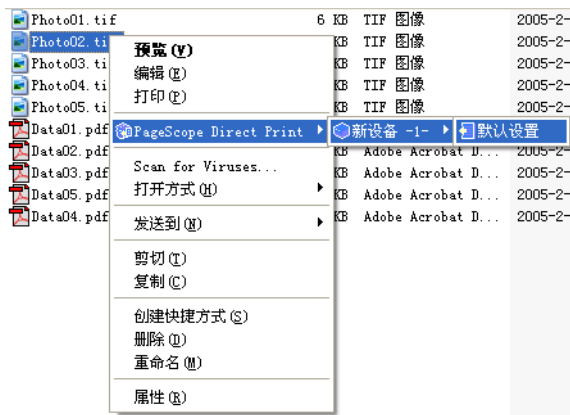 Photo01.tif 6 KB TIF 图像 2005-2-
Photo02.ti KB TIF 图像 2005-2-
预览(V)
Photo03.ti KB TIF 图像 2005-2-
编辑(E)
Photo04.ti KB TIF 图像 2005-2-
打印(P)
Photo05.ti KB TIF 图像 2005-2-
Data01.pdf PageScope Direct Print 新设备 -1- 默认设置
Data02.pdf KB Adobe Acrobat D... 2005-2-
Scan for Viruses...
Data03.pdf KB Adobe Acrobat D... 2005-2-
打开方式(H)
Data05.pdf KB Adobe Acrobat D... 2005-2-
Data04.pdf KB Adobe Acrobat D... 2005-2-
发送到(N)
剪切(T)
复制(C)
创建快捷方式(S)
删除(D)
重命名(M)
属性(R)